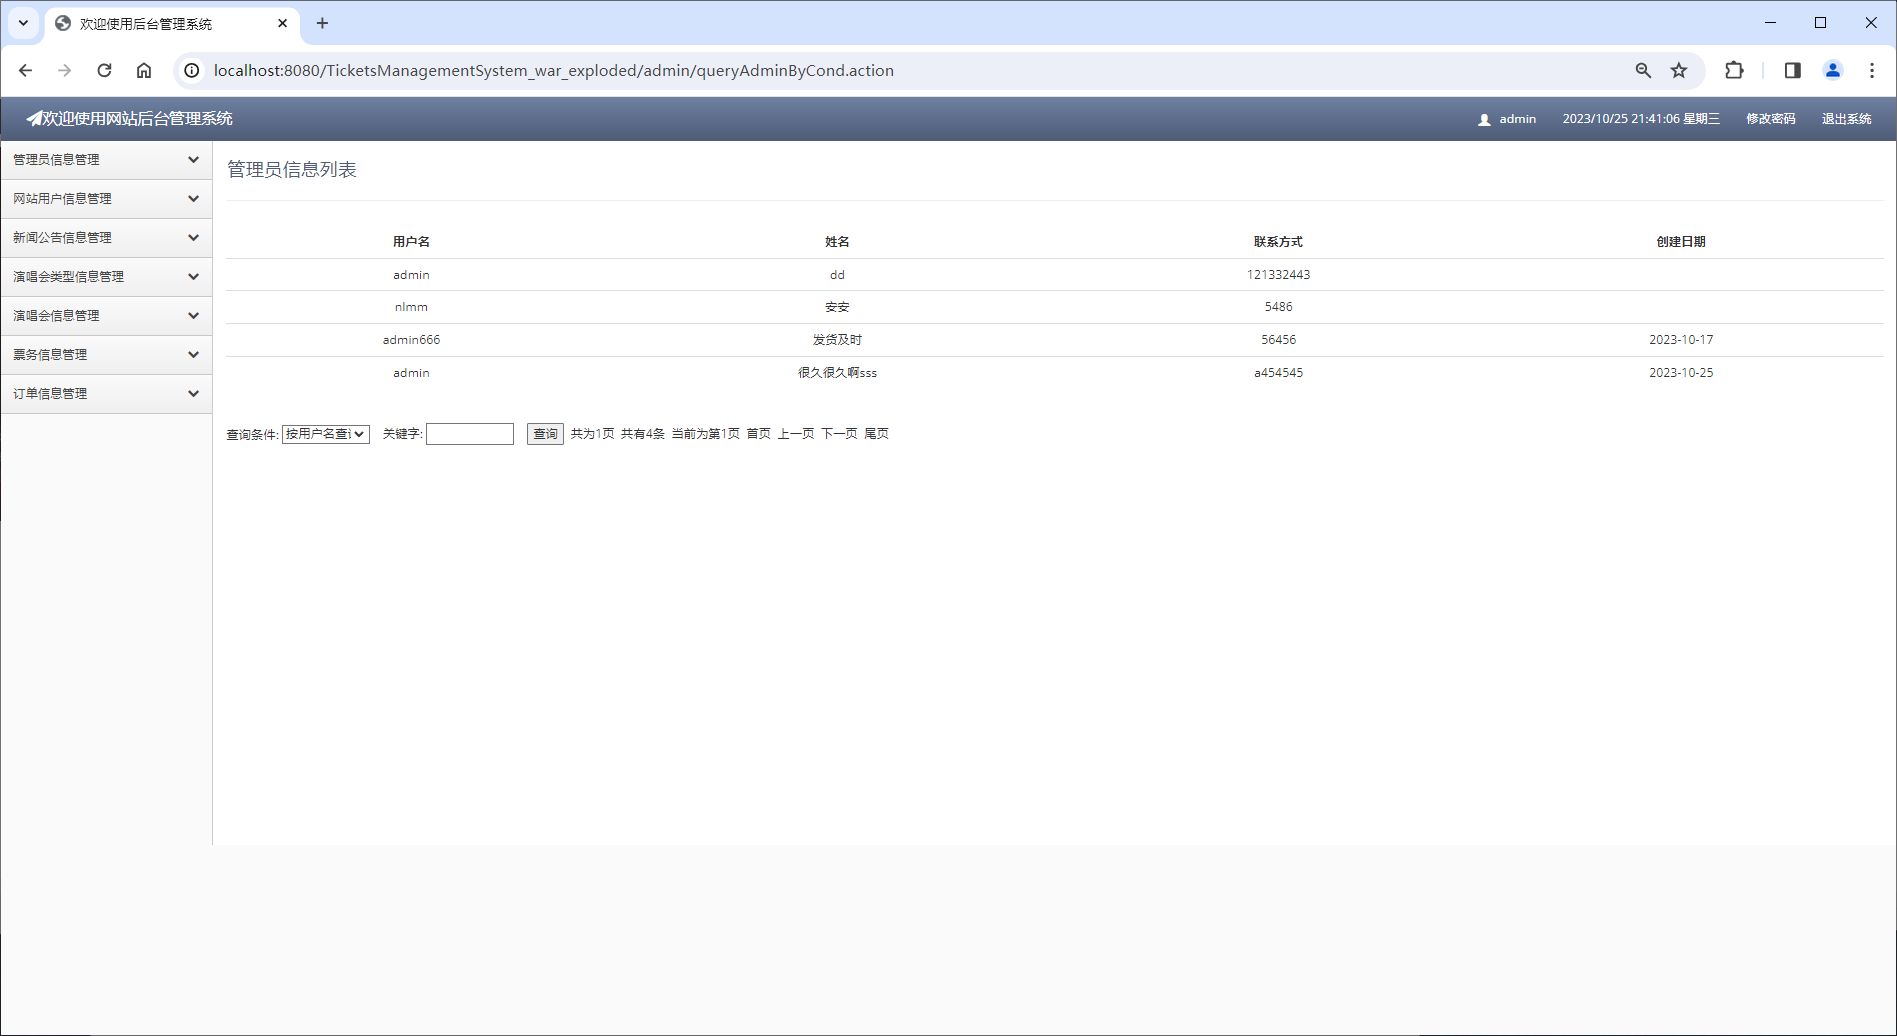 欢迎使用后台管理系统
localhost:8080/TicketsManagementSystem_war_exploded/admin/queryAdminByCond.action
欢迎使用网站后台管理系统 admin 2023/10/25 21:41:06 星期三 修改密码 退出系统
管理员信息管理
网站用户信息管理
新闻公告信息管理
演唱会类型信息管理
演唱会信息管理
票务信息管理
订单信息管理
管理员信息列表
用户名 姓名 联系方式 创建日期
admin dd 121332443
nlmm 安安 5486
admin666 发货及时 56456 2023-10-17
admin 很久很久啊sss a454545 2023-10-25
查询条件: 按用户名查 关键字: 查询 共为1页 共有4条 当前为第1页 首页 上一页 下一页 尾页